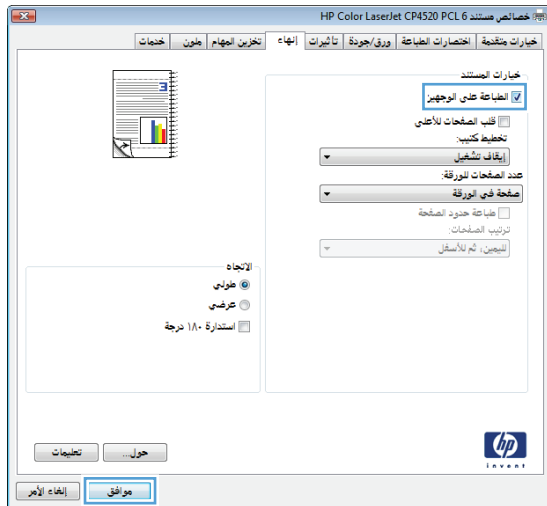 خصائص مستند HP Color LaserJet CP4520 PCL 6
خيارات متقدمة اختصارات الطباعة ورق/جودة تأثيرات إنهاء تخزين المهام ملون خدمات
خيارات المستند
الطباعة على الوجهين
قلب الصفحات للأعلى
تخطيط كتيب:
إيقاف تشغيل
عدد الصفحات للورقة:
صفحة في الورقة
طباعة حدود الصفحة
ترتيب الصفحات:
لليمين، ثم للأسفل
3
الاتجاه
طولي
عرضي
استدارة ١٨٠ درجة
hp
invent
حول... تعليمات
موافق إلغاء الأمر